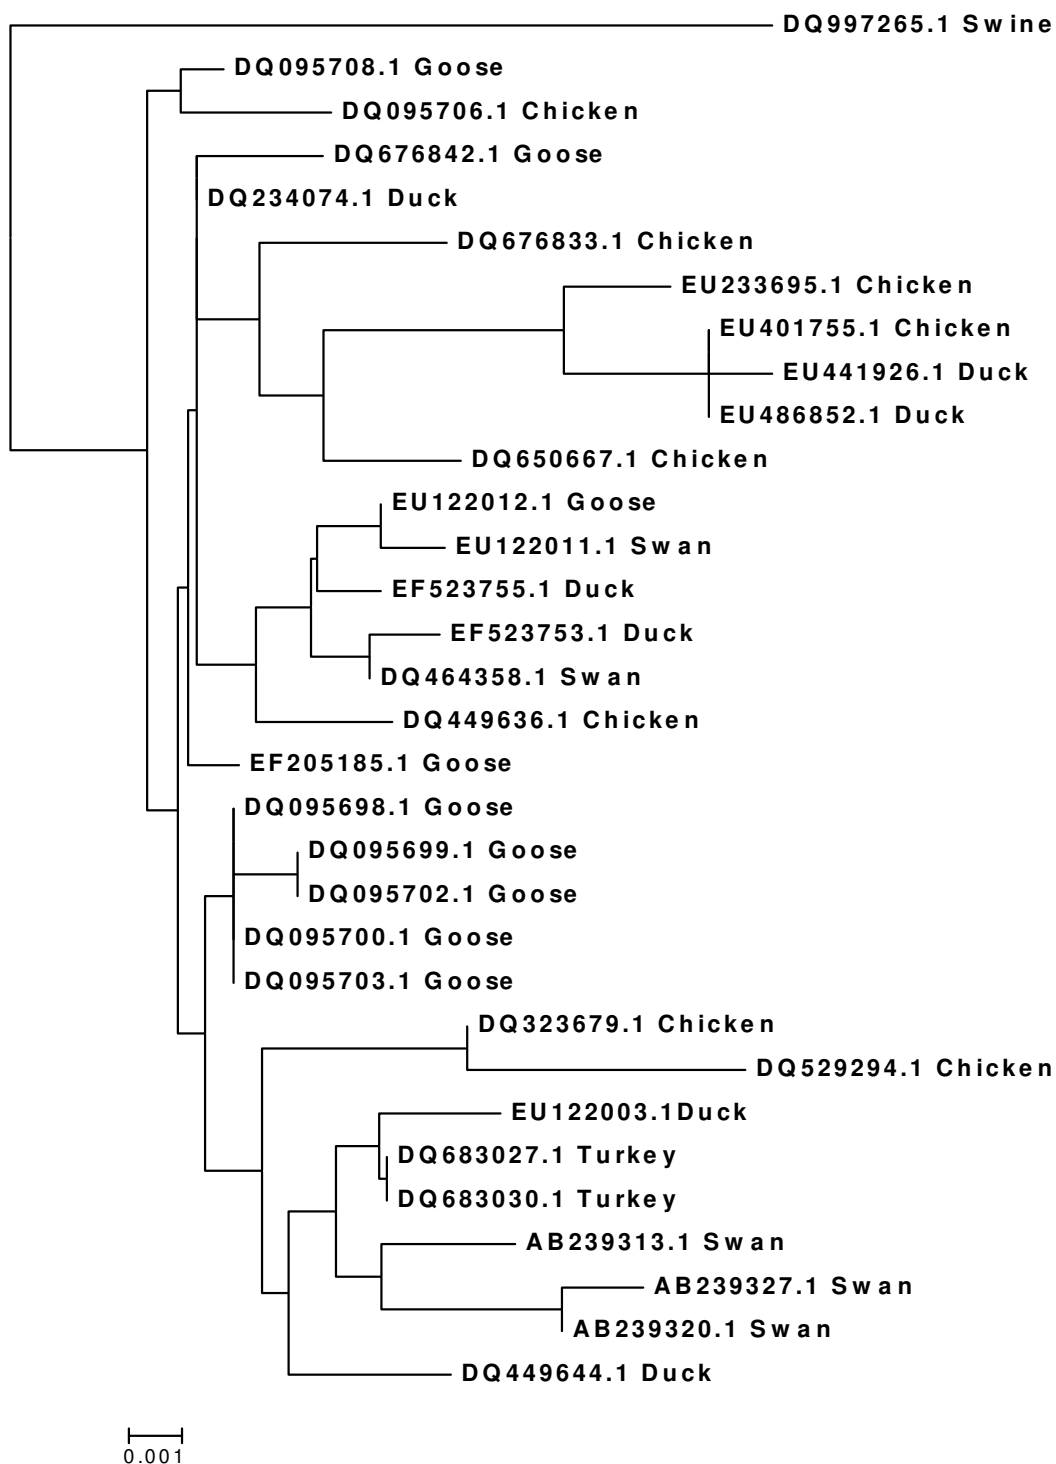 DQ997265.1 Swine
DQ095708.1 Goose
DQ095706.1 Chicken
DQ676842.1 Goose
DQ234074.1 Duck
DQ676833.1 Chicken
EU233695.1 Chicken
EU401755.1 Chicken
EU441926.1 Duck
EU486852.1 Duck
DQ650667.1 Chicken
EU122012.1 Goose
EU122011.1 Swan
EF523755.1 Duck
EF523753.1 Duck
DQ464358.1 Swan
DQ449636.1 Chicken
EF205185.1 Goose
DQ095698.1 Goose
DQ095699.1 Goose
DQ095702.1 Goose
DQ095700.1 Goose
DQ095703.1 Goose
DQ323679.1 Chicken
DQ529294.1 Chicken
EU122003.1Duck
DQ683027.1 Turkey
DQ683030.1 Turkey
AB239313.1 Swan
AB239327.1 Swan
AB239320.1 Swan
DQ449644.1 Duck
0.001